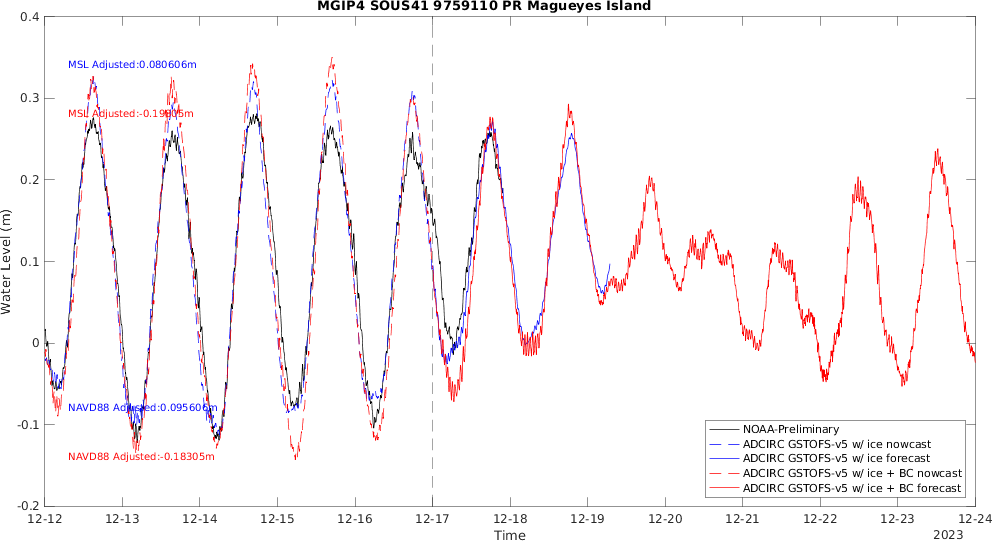 MGIP4 SOUS41 9759110 PR Magueyes Island
0.4
0.3
0.2
0.1
0
-0.1
-0.2
Water Level (m)
MSL Adjusted:0.080606m
MSL Adjusted:-0.19805m
NAVD88 Adjusted:0.095606m
NAVD88 Adjusted:-0.18305m
NOAA-Preliminary
ADCIRC GSTOFS-v5 w/ ice nowcast
ADCIRC GSTOFS-v5 w/ ice forecast
ADCIRC GSTOFS-v5 w/ ice + BC nowcast
ADCIRC GSTOFS-v5 w/ ice + BC forecast
12-12 12-13 12-14 12-15 12-16 12-17 12-18 12-19 12-20 12-21 12-22 12-23 12-24
Time
2023